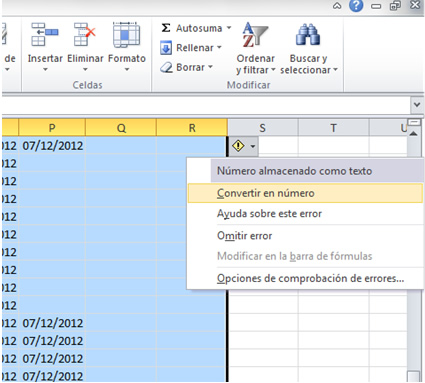 Σ Autosuma
Rellenar
Borrar
de
Insertar Eliminar Formato
Ordenar y filtrar
Buscar y seleccionar
Celdas
Modificar
P Q R S T U
012 07/12/2012
012
012
012
012
012
012
012
012
012
012 07/12/2012
012 07/12/2012
012 07/12/2012
012 07/12/2012
Número almacenado como texto
Convertir en número
Ayuda sobre este error
Omitir error
Modificar en la barra de fórmulas
Opciones de comprobación de errores...